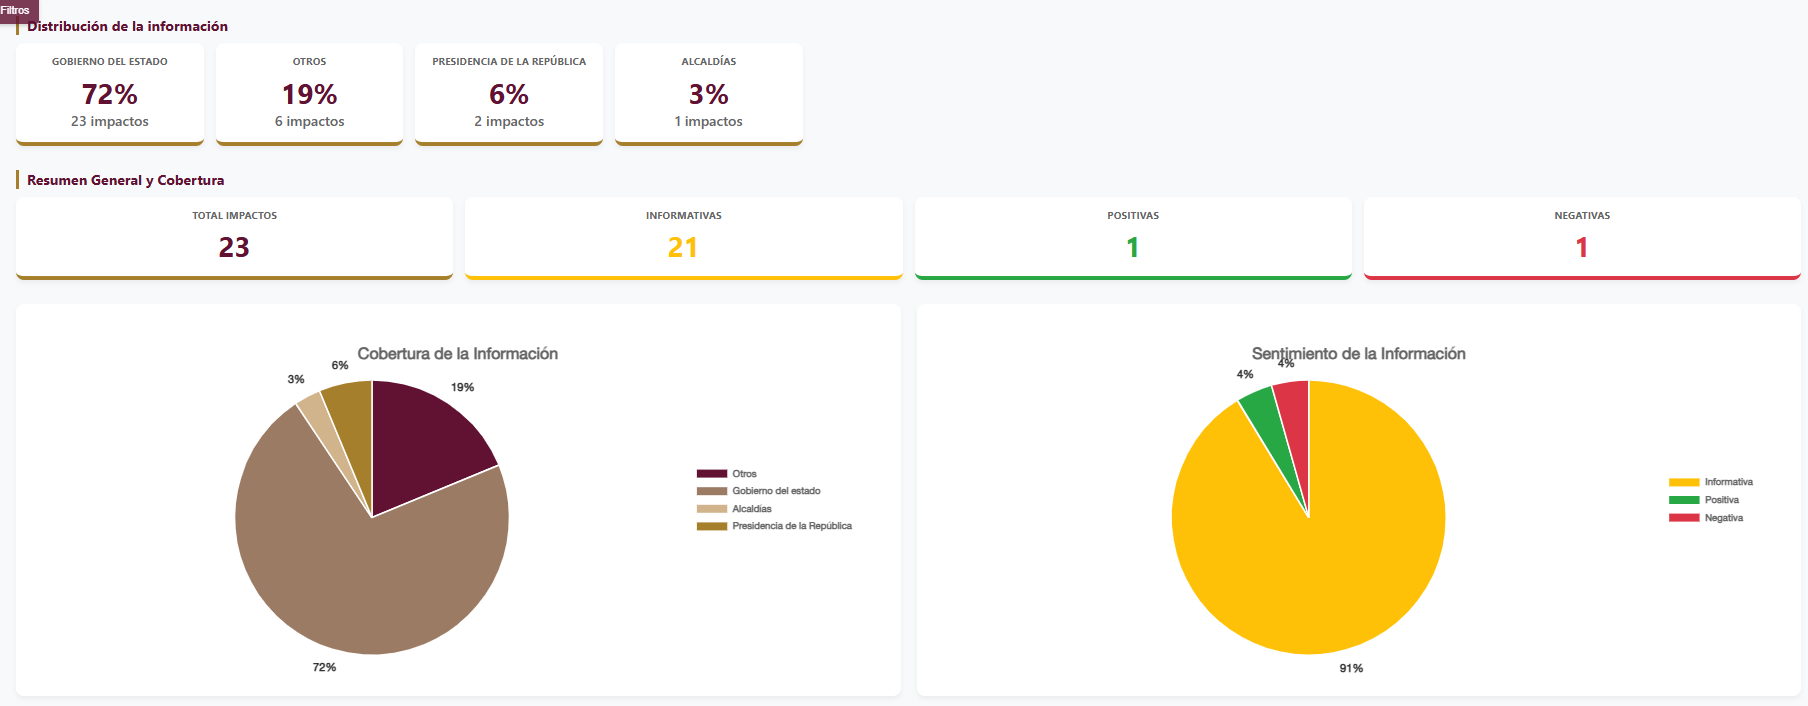 Filtros
Distribución de la información
GOBIERNO DEL ESTADO
72%
23 impactos
OTROS
19%
6 impactos
PRESIDENCIA DE LA REPÚBLICA
6%
2 impactos
ALCALDÍAS
3%
1 impactos
Resumen General y Cobertura
TOTAL IMPACTOS
23
INFORMATIVAS
21
POSITIVAS
1
NEGATIVAS
1
Cobertura de la Información
6%
3%
19%
72%
Otros
Gobierno del estado
Alcaldías
Presidencia de la República
Sentimiento de la Información
4%
4%
91%
Informativa
Positiva
Negativa